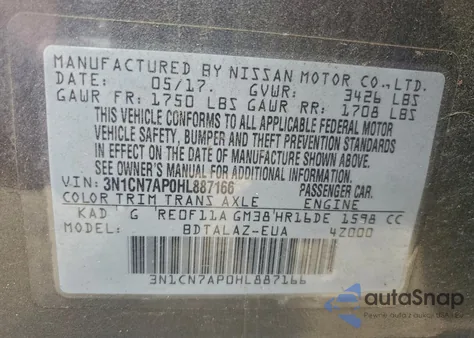 MANUFACTURED BY NISSAN MOTOR CO., LTD.
DATE: 05/17. GVWR: 3426 LBS
GAWR FR: 1750 LBS GAWR RR: 1708 LBS
THIS VEHICLE CONFORMS TO ALL APPLICABLE FEDERAL MOTOR
VEHICLE SAFETY, BUMPER AND THEFT PREVENTION STANDARDS
IN EFFECT ON THE DATE OF MANUFACTURE SHOWN ABOVE.
SEE OWNER'S MANUAL FOR ADDITIONAL INFORMATION.
VIN: 3N1CN7AP0HL887166 PASSENGER CAR.
COLOR TRIM TRANS AXLE ENGINE
KAD G RE0F11A GM38 HR16DE 1598 CC
MODEL: BDTALAZ-EUA 4Z000
3N1CN7AP0HL887166
autoSnap